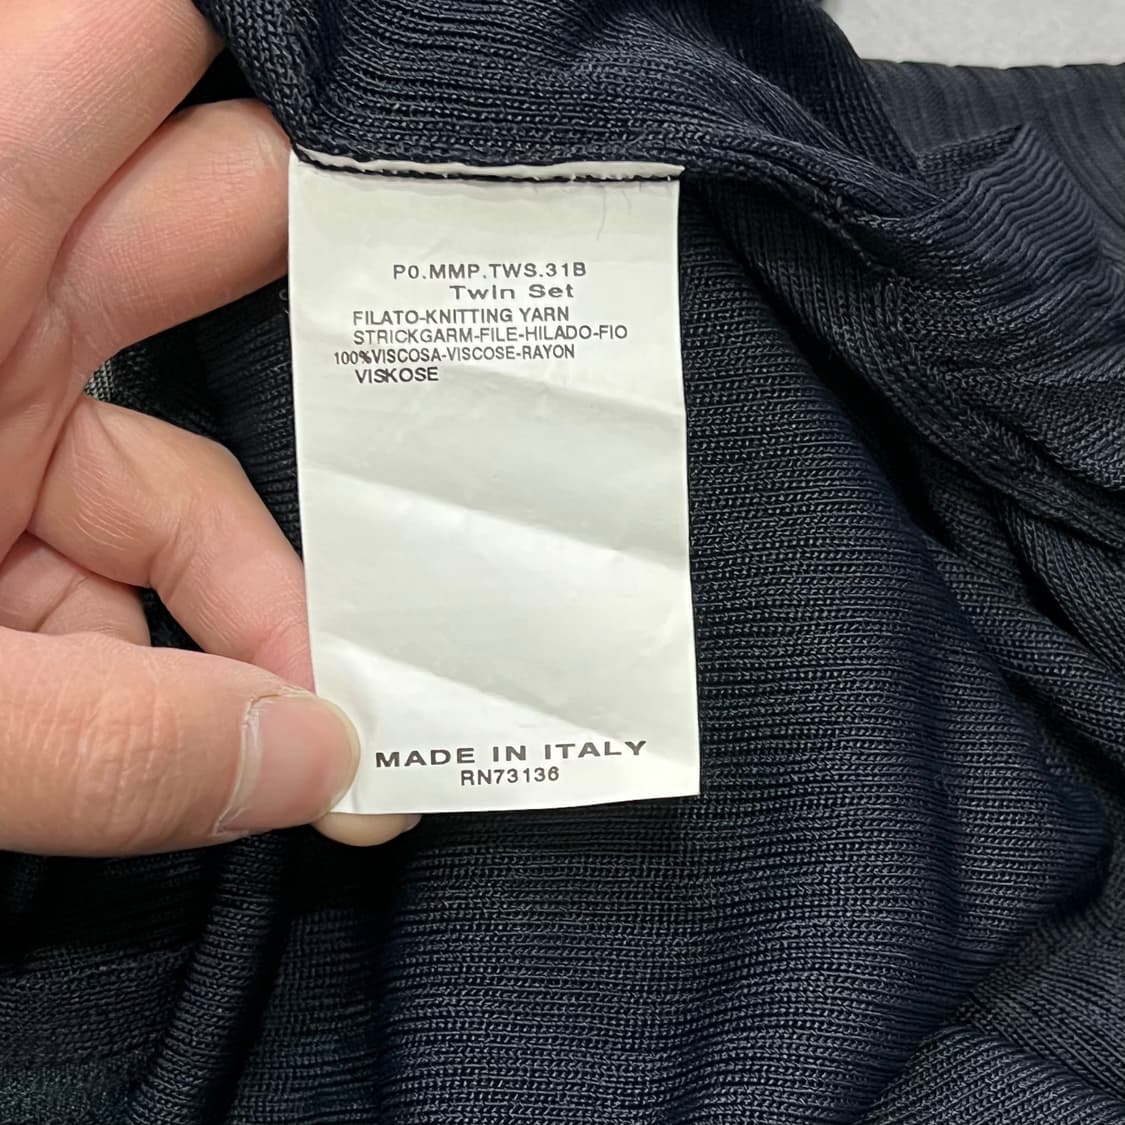 P0.MMP.TWS.31B
Twin Set
FILATO-KNITTING YARN
STRICKGARM-FILE-HILADO-FIO
100%VISCOSA-VISCOSE-RAYON
VISKOSE
MADE IN ITALY
RN73136